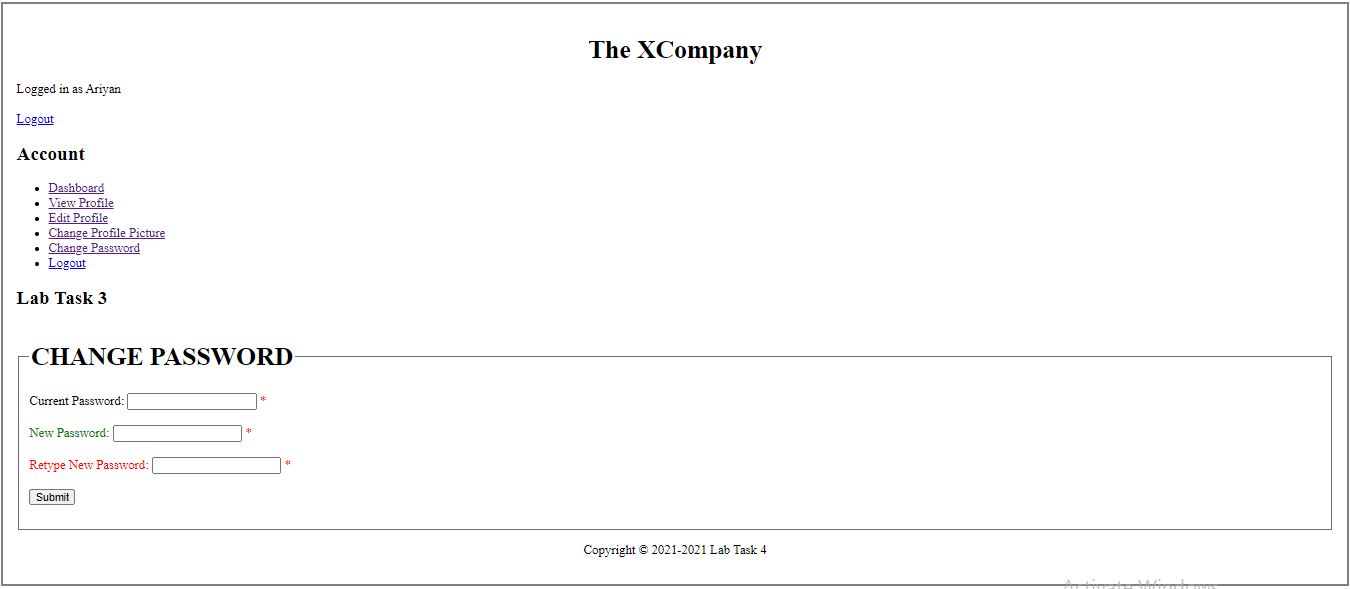 The XCompany
Logged in as Ariyan
Logout
Account
Dashboard
View Profile
Edit Profile
Change Profile Picture
Change Password
Logout
Lab Task 3
CHANGE PASSWORD
Current Password: *
New Password: *
Retype New Password: *
Submit
Copyright © 2021-2021 Lab Task 4
Activate Windows